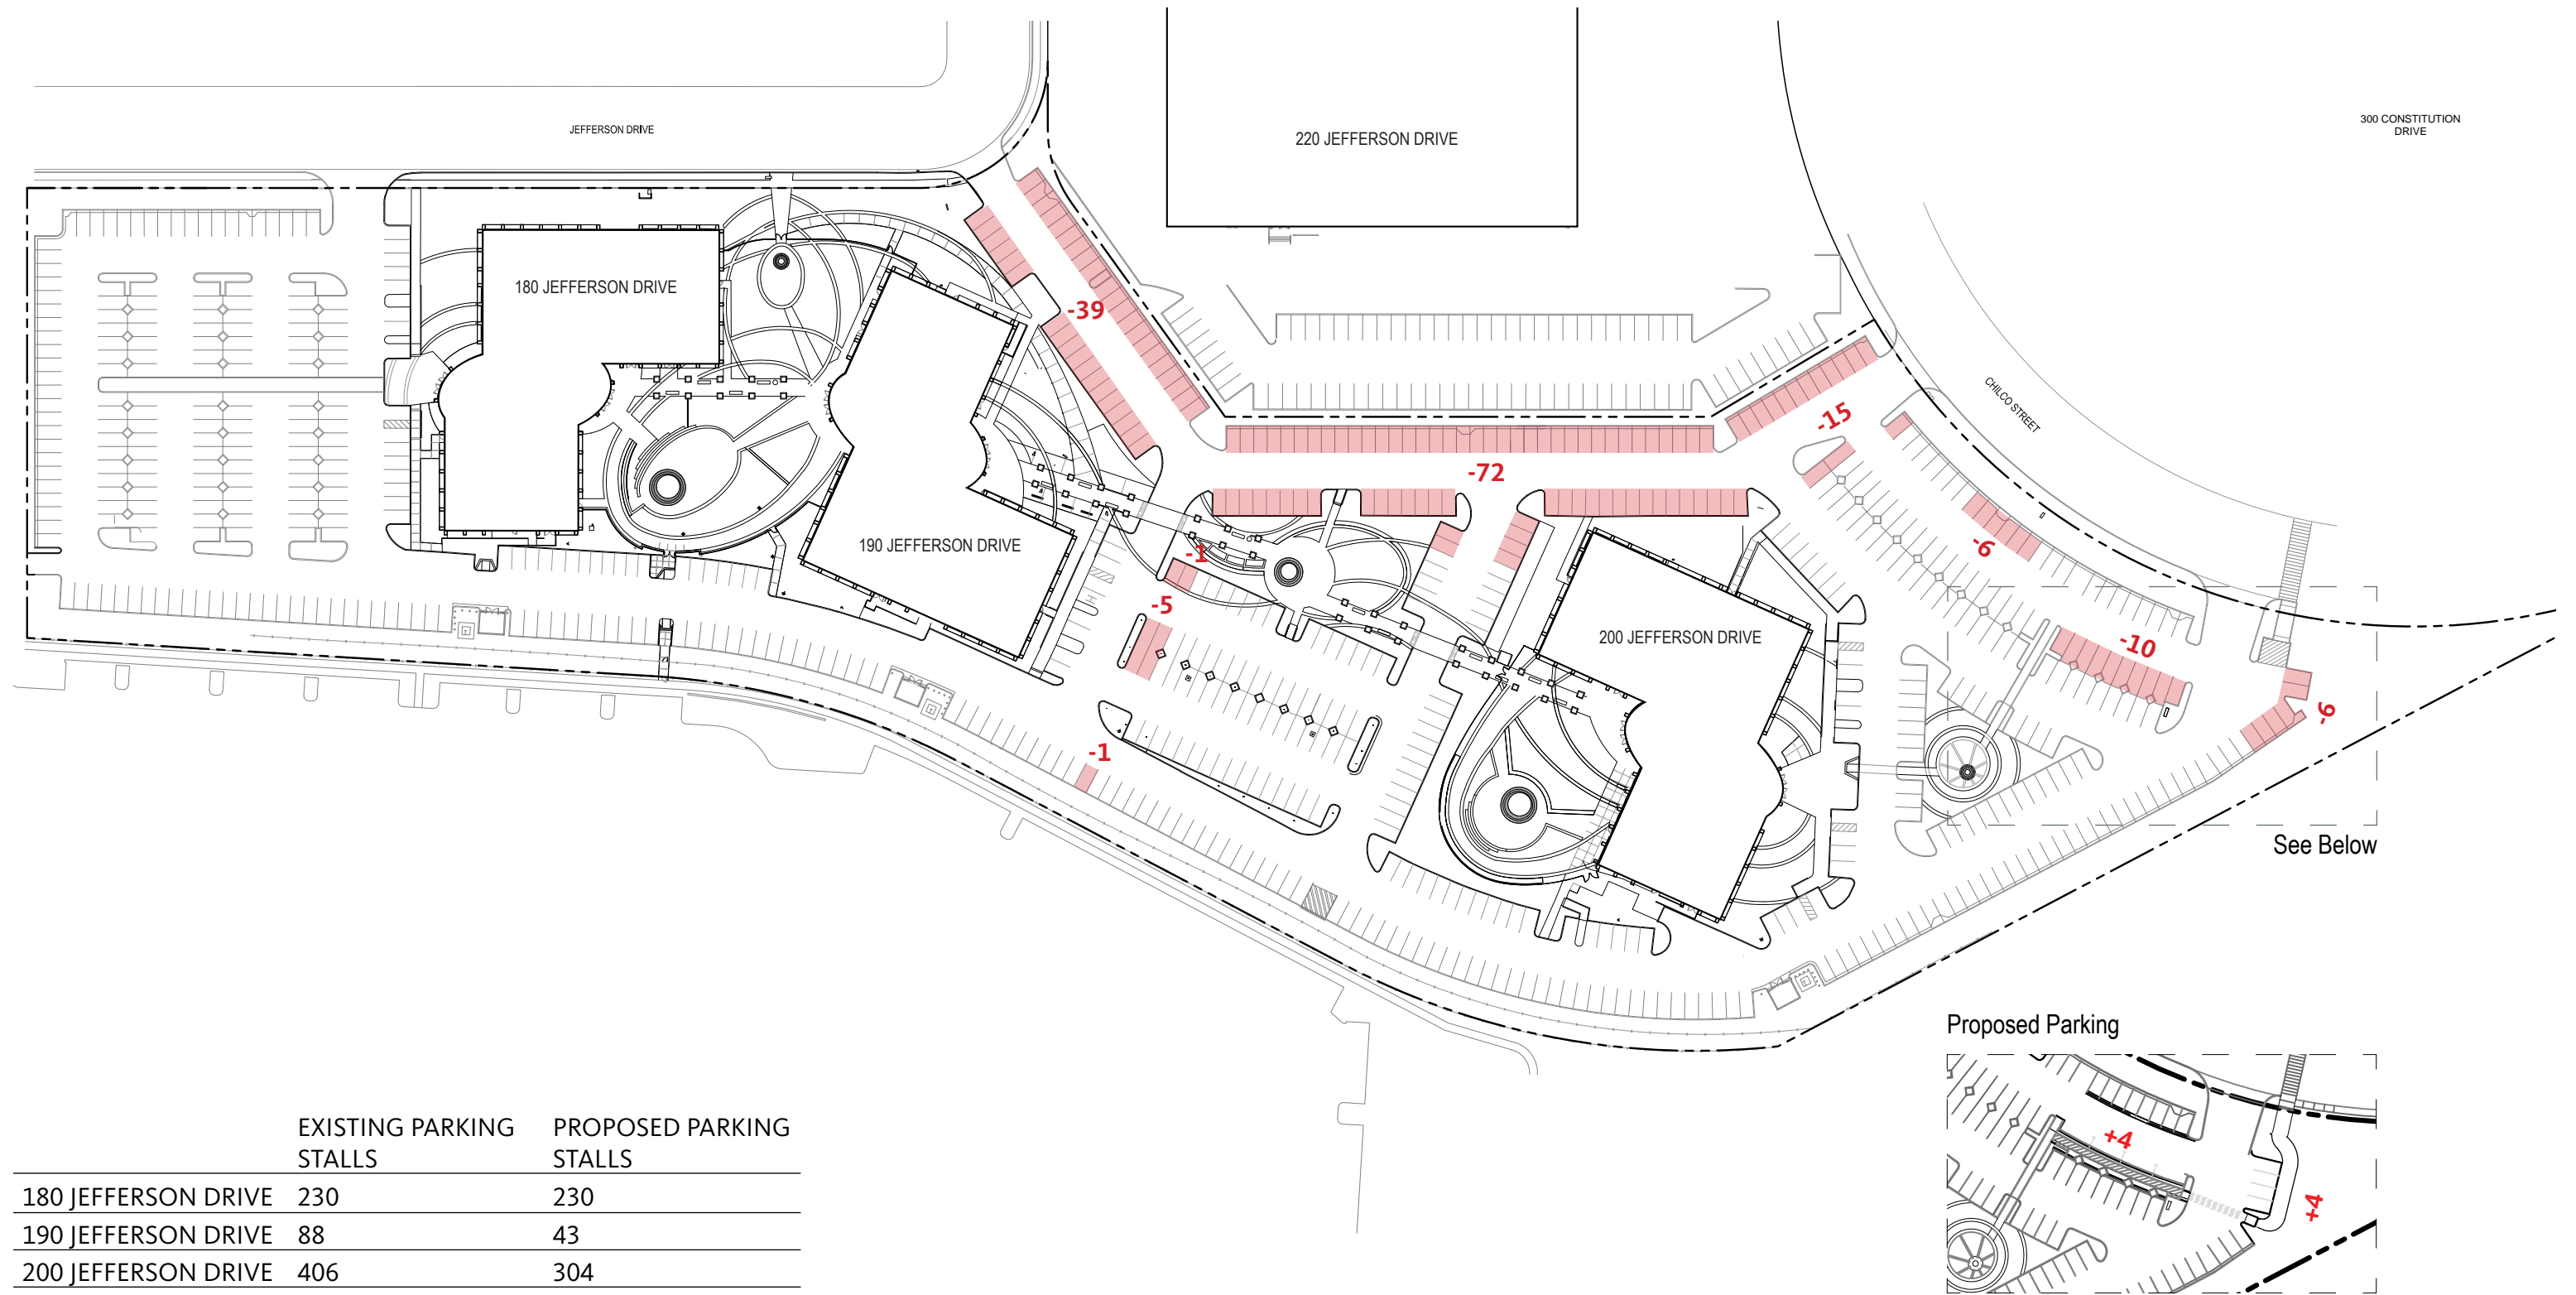 JEFFERSON DRIVE
220 JEFFERSON DRIVE
300 CONSTITUTION
DRIVE
180 JEFFERSON DRIVE
-39
CHILCO STREET
-15
-72
190 JEFFERSON DRIVE
-1
-6
-5
200 JEFFERSON DRIVE
-10
-6
-1
See Below
Proposed Parking
+4
+4
EXISTING PARKING PROPOSED PARKING
STALLS STALLS
180 JEFFERSON DRIVE 230 230
190 JEFFERSON DRIVE 88 43
200 JEFFERSON DRIVE 406 304